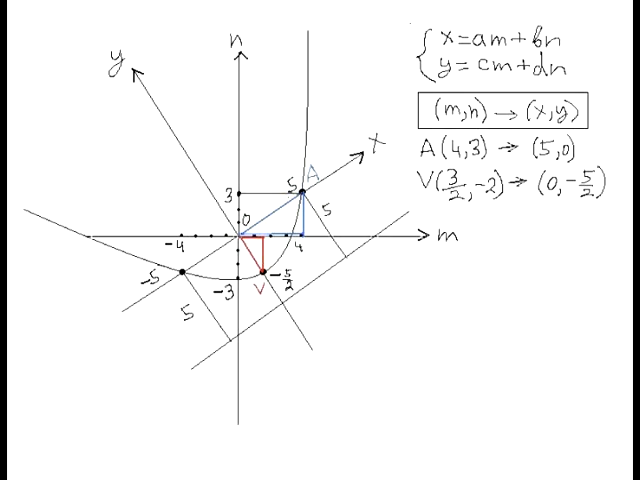 { x = am + bn
y = cm + dn
(m, n) → (x, y)
A (4, 3) → (5, 0)
V (3/2, -2) → (0, -5/2)
n
y
x
5 A
3
0
5
-4
4
m
-5
-3
V
-5/2
5